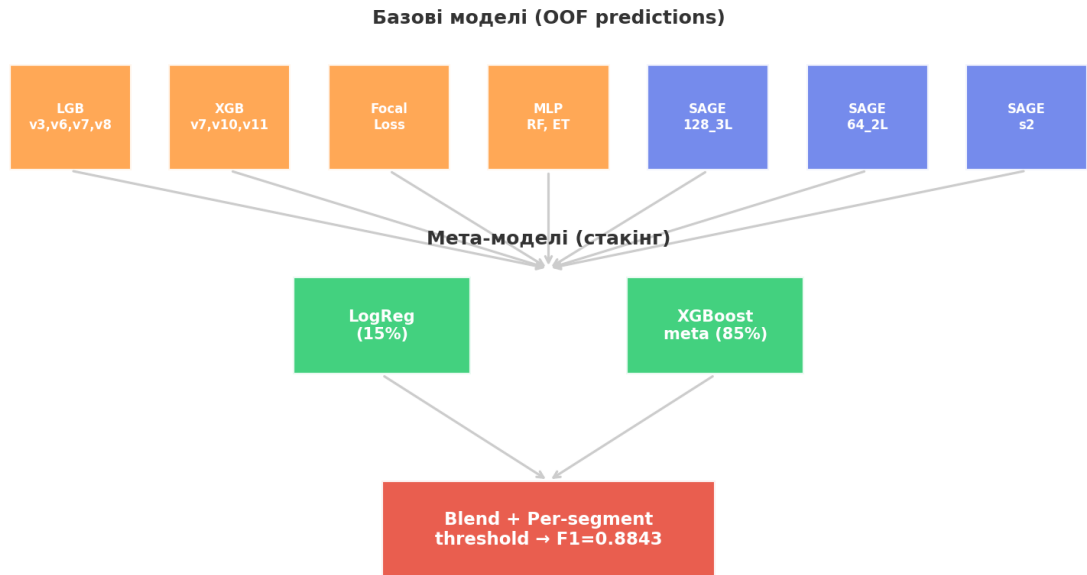 Базові моделі (OOF predictions)
LGB
v3,v6,v7,v8
XGB
v7,v10,v11
Focal
Loss
MLP
RF, ET
SAGE
128_3L
SAGE
64_2L
SAGE
s2
Мета-моделі (стакінг)
LogReg
(15%)
XGBoost
meta (85%)
Blend + Per-segment
threshold → F1=0.8843